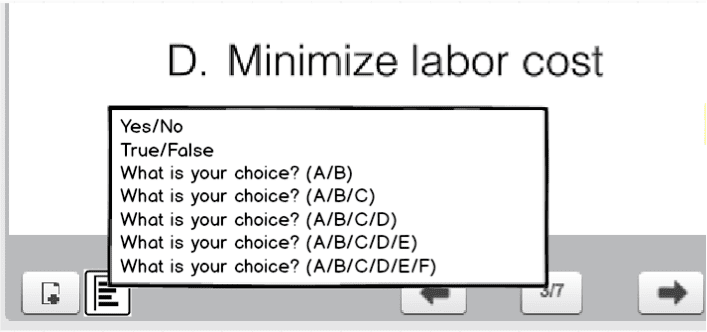 D. Minimize labor cost
Yes/No
True/False
What is your choice? (A/B)
What is your choice? (A/B/C)
What is your choice? (A/B/C/D)
What is your choice? (A/B/C/D/E)
What is your choice? (A/B/C/D/E/F)
3/7